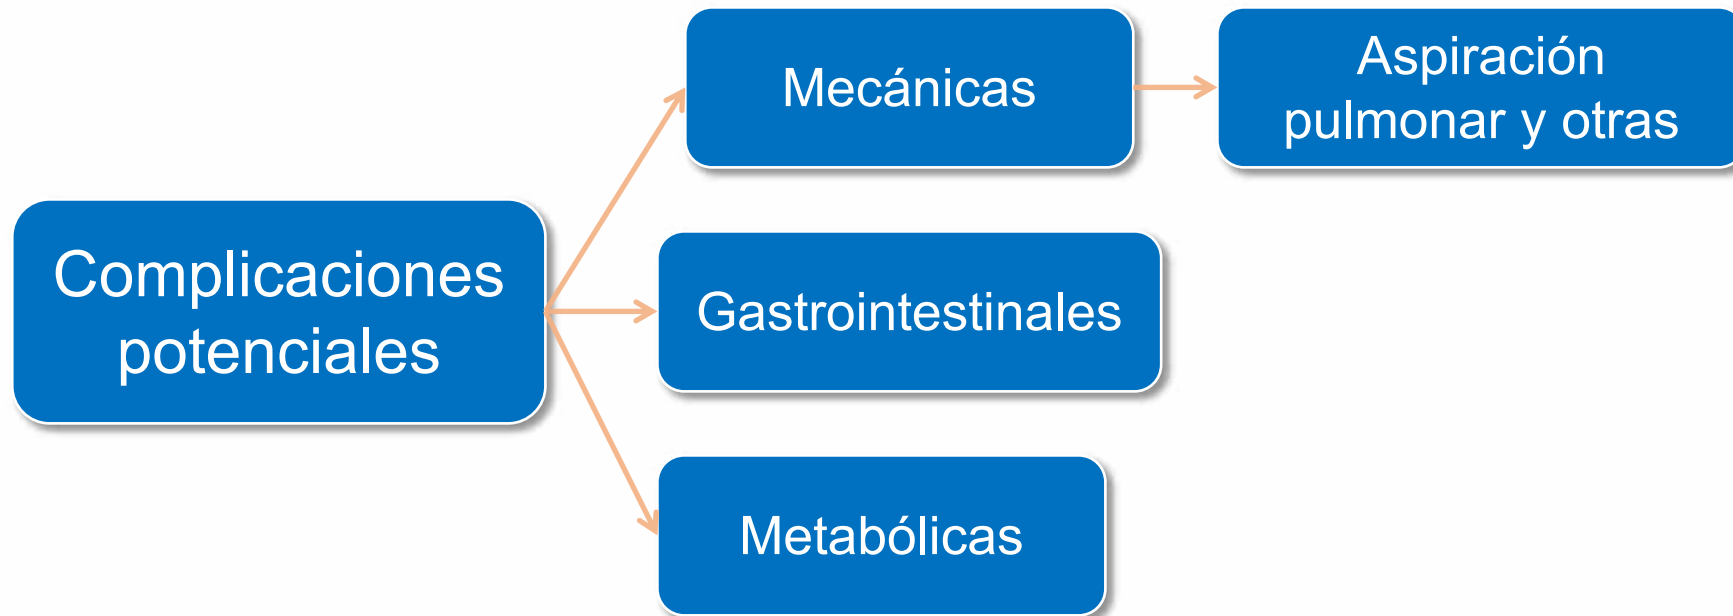 Complicaciones
potenciales
Mecánicas
Aspiración
pulmonar y otras
Gastrointestinales
Metabólicas